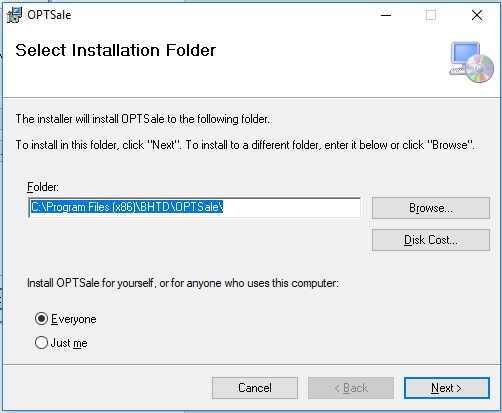 OPTSale
Select Installation Folder
The installer will install OPTSale to the following folder.
To install in this folder, click "Next". To install to a different folder, enter it below or click "Browse".
Folder:
C:\Program Files (x86)\BHTD\OPTSale\
Browse...
Disk Cost...
Install OPTSale for yourself, or for anyone who uses this computer:
Everyone
Just me
Cancel
< Back
Next >